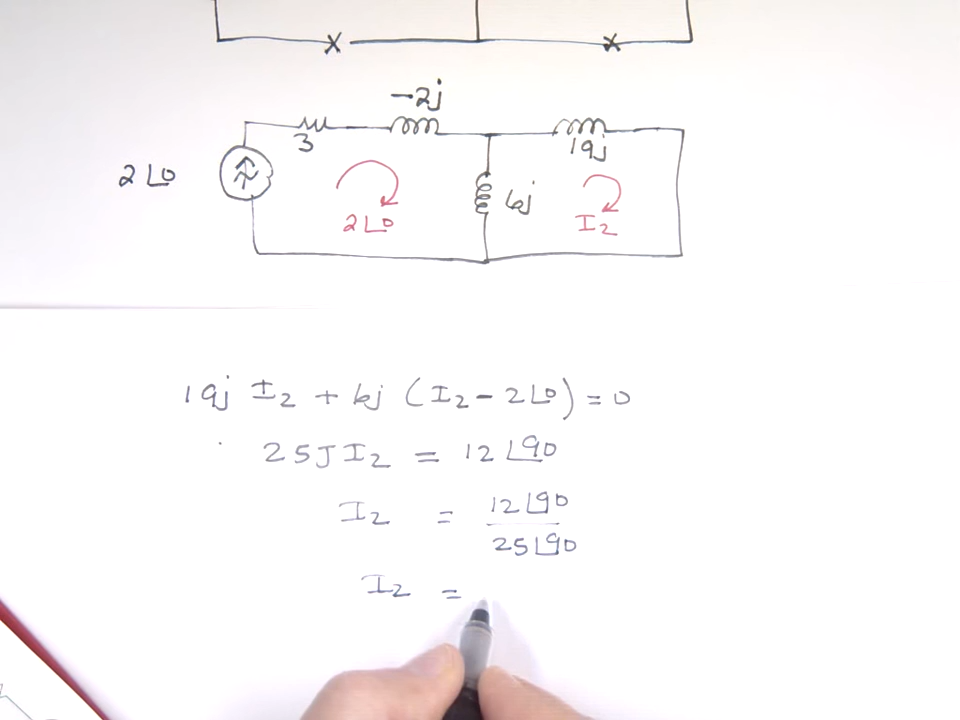 -2j
3
19j
2∠0
6j
2∠0
I2
19j I2 + 6j (I2 - 2∠0) = 0
25J I2 = 12∠90
I2 = 12∠90 / 25∠90
I2 =